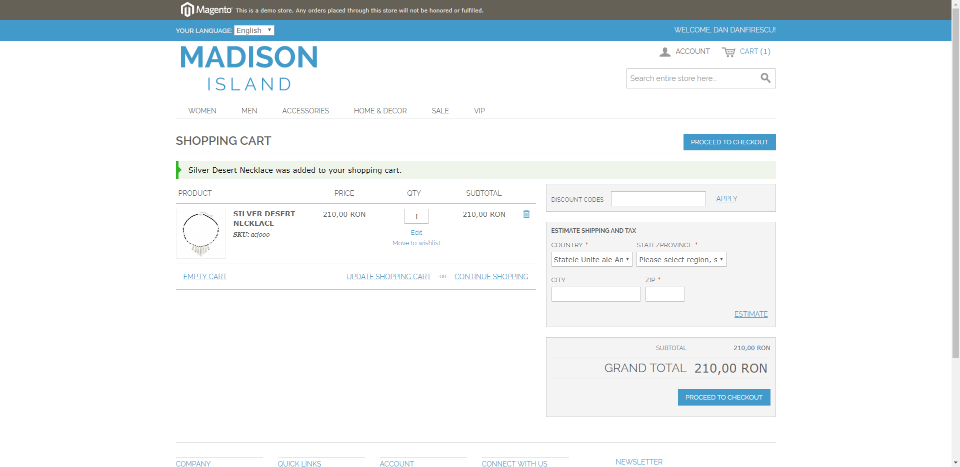 Magento This is a demo store. Any orders placed through this store will not be honored or fulfilled.
YOUR LANGUAGE: English WELCOME, DAN DANFIRESCU!
MADISON
ISLAND
ACCOUNT CART (1)
Search entire store here...
WOMEN MEN ACCESSORIES HOME & DECOR SALE VIP
SHOPPING CART
PROCEED TO CHECKOUT
Silver Desert Necklace was added to your shopping cart.
PRODUCT PRICE QTY SUBTOTAL
SILVER DESERT NECKLACE
SKU: acj000
210,00 RON
1
Edit
Move to wishlist
210,00 RON
EMPTY CART UPDATE SHOPPING CART or CONTINUE SHOPPING
DISCOUNT CODES APPLY
ESTIMATE SHIPPING AND TAX
COUNTRY * STATE/PROVINCE *
Statele Unite ale An Please select region, s
CITY ZIP *
ESTIMATE
SUBTOTAL 210,00 RON
GRAND TOTAL 210,00 RON
PROCEED TO CHECKOUT
COMPANY QUICK LINKS ACCOUNT CONNECT WITH US NEWSLETTER